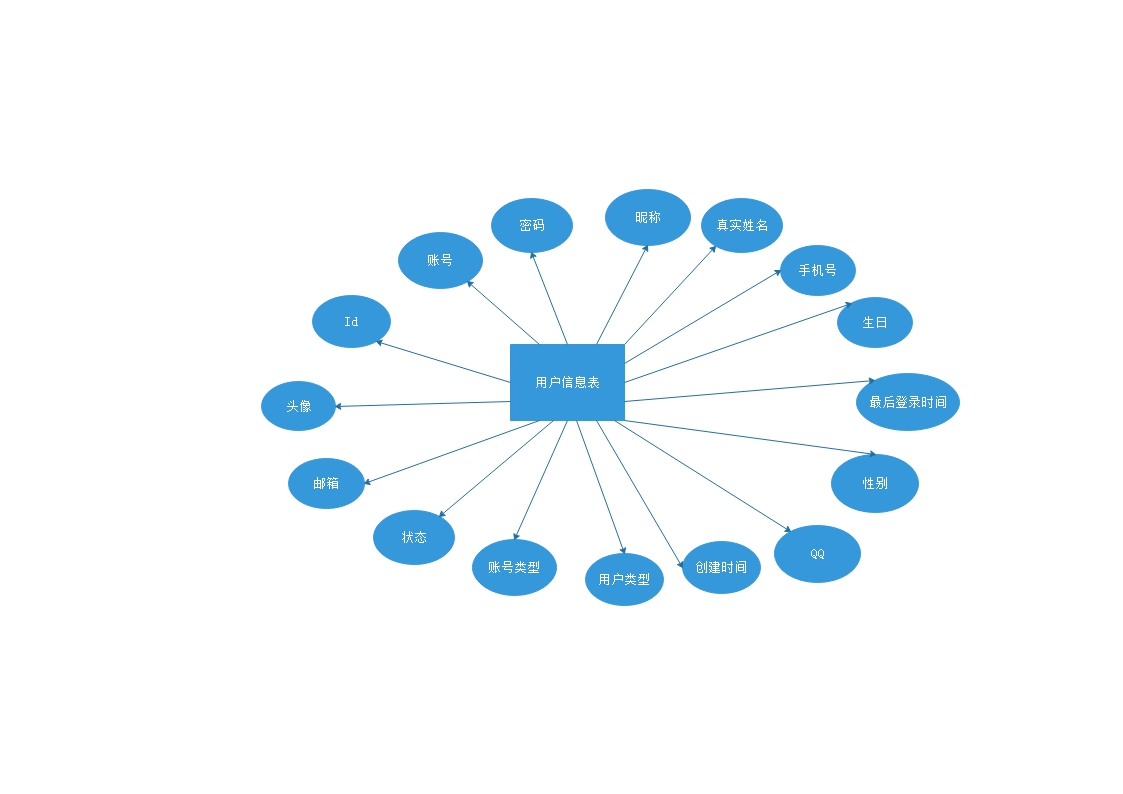 昵称
密码
真实姓名
账号
手机号
Id
生日
用户信息表
最后登录时间
头像
邮箱
性别
状态
QQ
账号类型
创建时间
用户类型